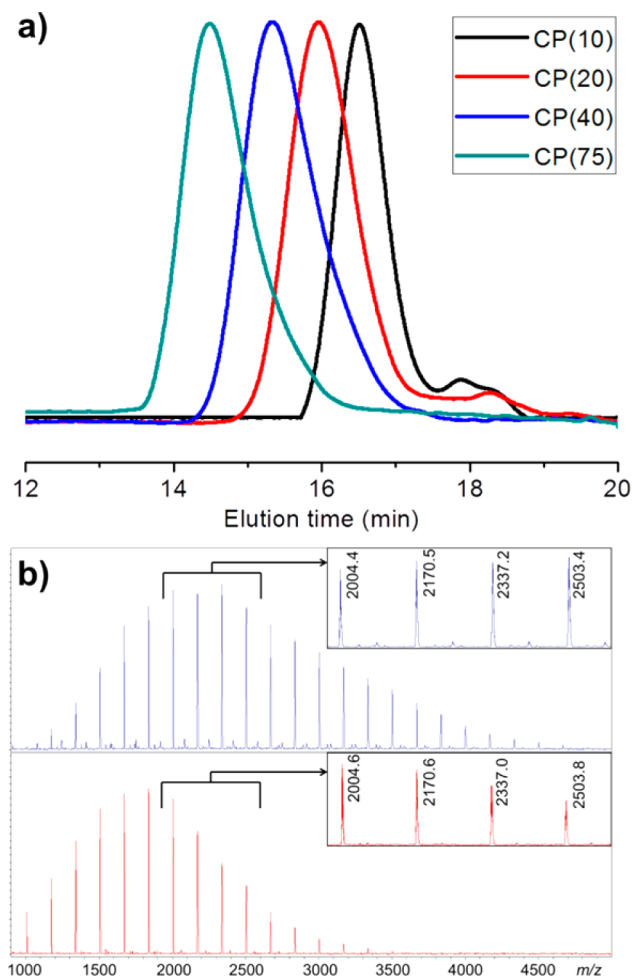 a)
CP(10)
CP(20)
CP(40)
CP(75)
12 14 16 18 20
Elution time (min)
b)
2004.4 2170.5 2337.2 2503.4
2004.6 2170.6 2337.0 2503.8
1000 1500 2000 2500 3000 3500 4000 4500 m/z